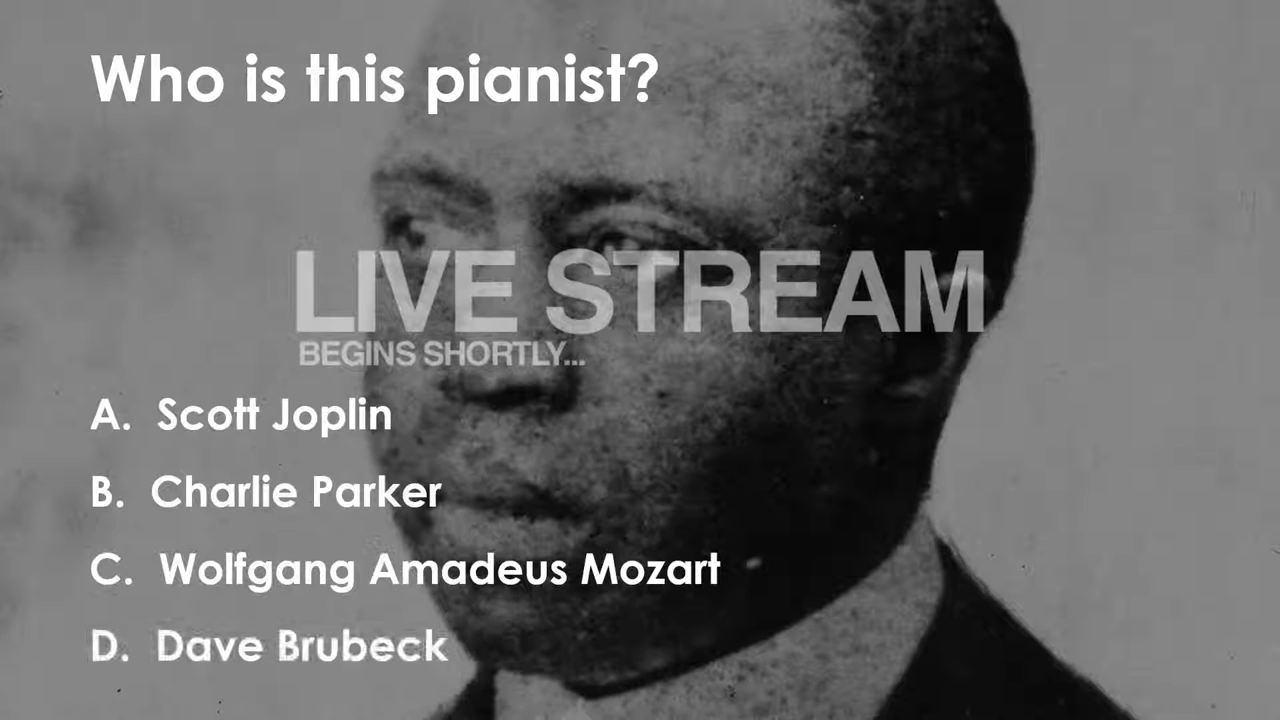 Who is this pianist?
LIVE STREAM
BEGINS SHORTLY...
A. Scott Joplin
B. Charlie Parker
C. Wolfgang Amadeus Mozart
D. Dave Brubeck